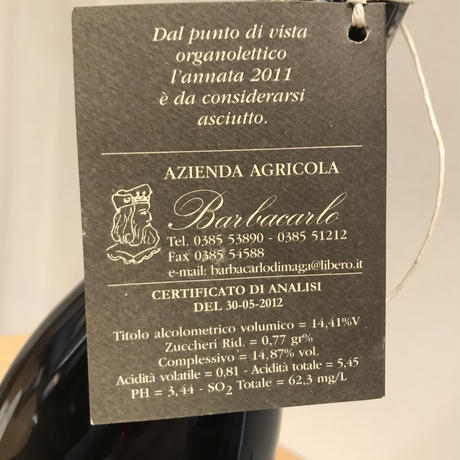 Dal punto di vista
organolettico
l'annata 2011
è da considerarsi
asciutto.
AZIENDA AGRICOLA
Barbacarlo
Tel. 0385 53890 - 0385 51212
Fax 0385 54588
e-mail: barbacarlodimaga@libero.it
CERTIFICATO DI ANALISI
DEL 30-05-2012
Titolo alcolometrico volumico = 14,41%V
Zuccheri Rid. = 0,77 gr%
Complessivo = 14,87% vol.
Acidità volatile = 0,81 - Acidità totale = 5,45
PH = 3,44 - SO2 Totale = 62,3 mg/L